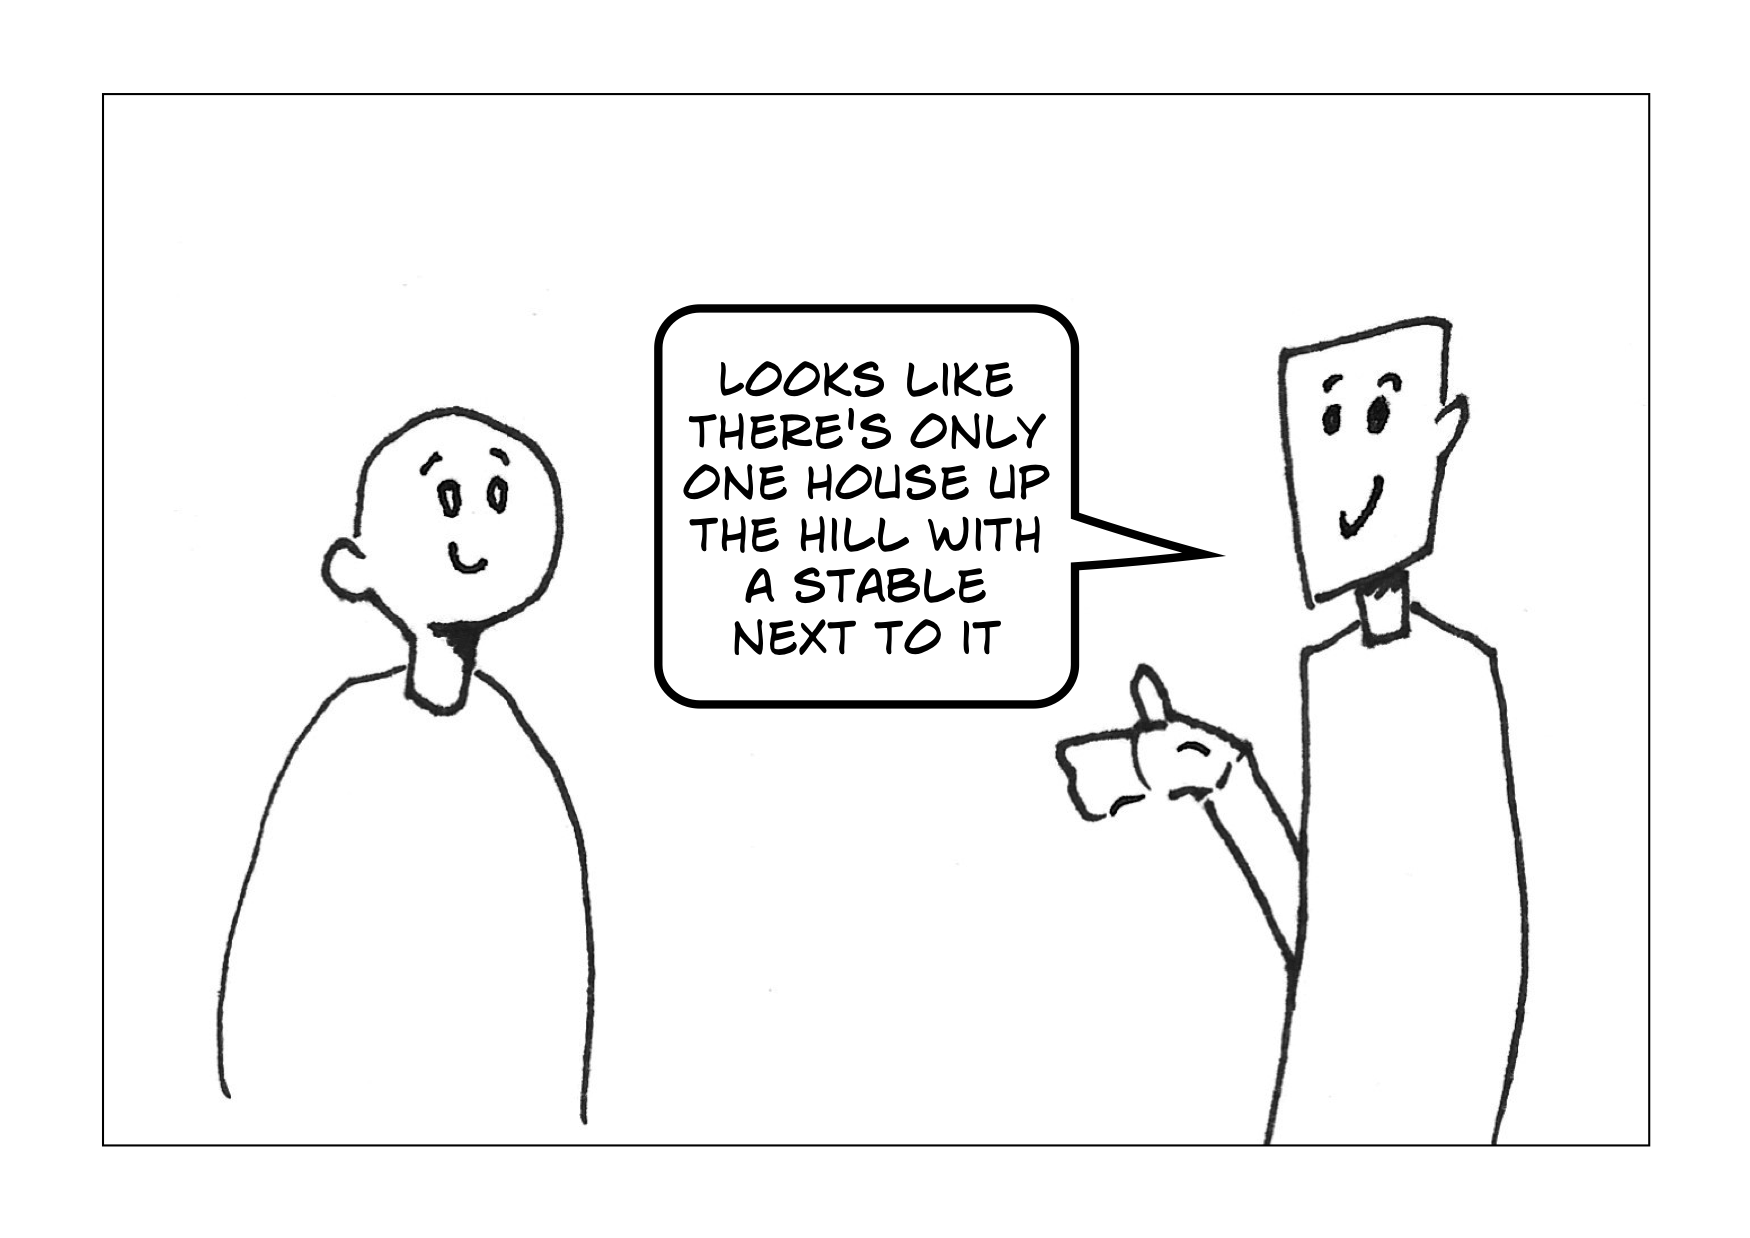 LOOKS LIKE
THERE'S ONLY
ONE HOUSE UP
THE HILL WITH
A STABLE
NEXT TO IT